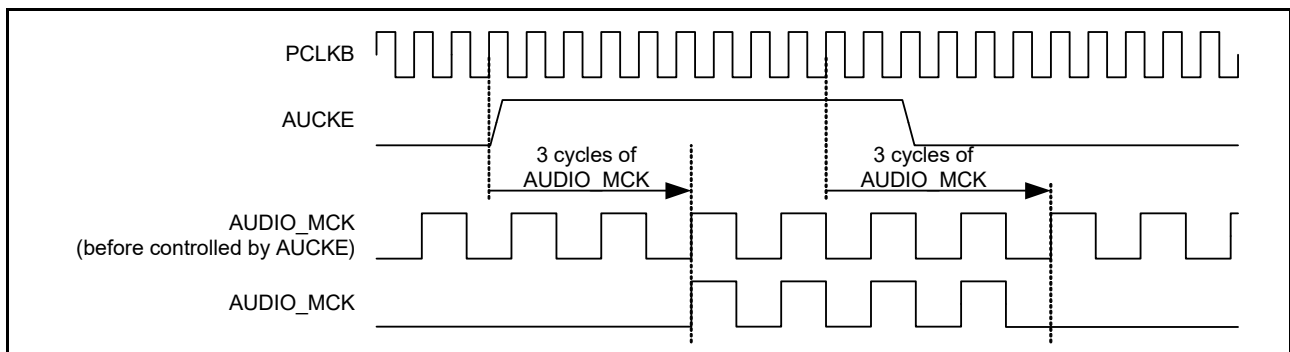 PCLKB
AUCKE
3 cycles of
AUDIO_MCK
3 cycles of
AUDIO_MCK
AUDIO_MCK
(before controlled by AUCKE)
AUDIO_MCK